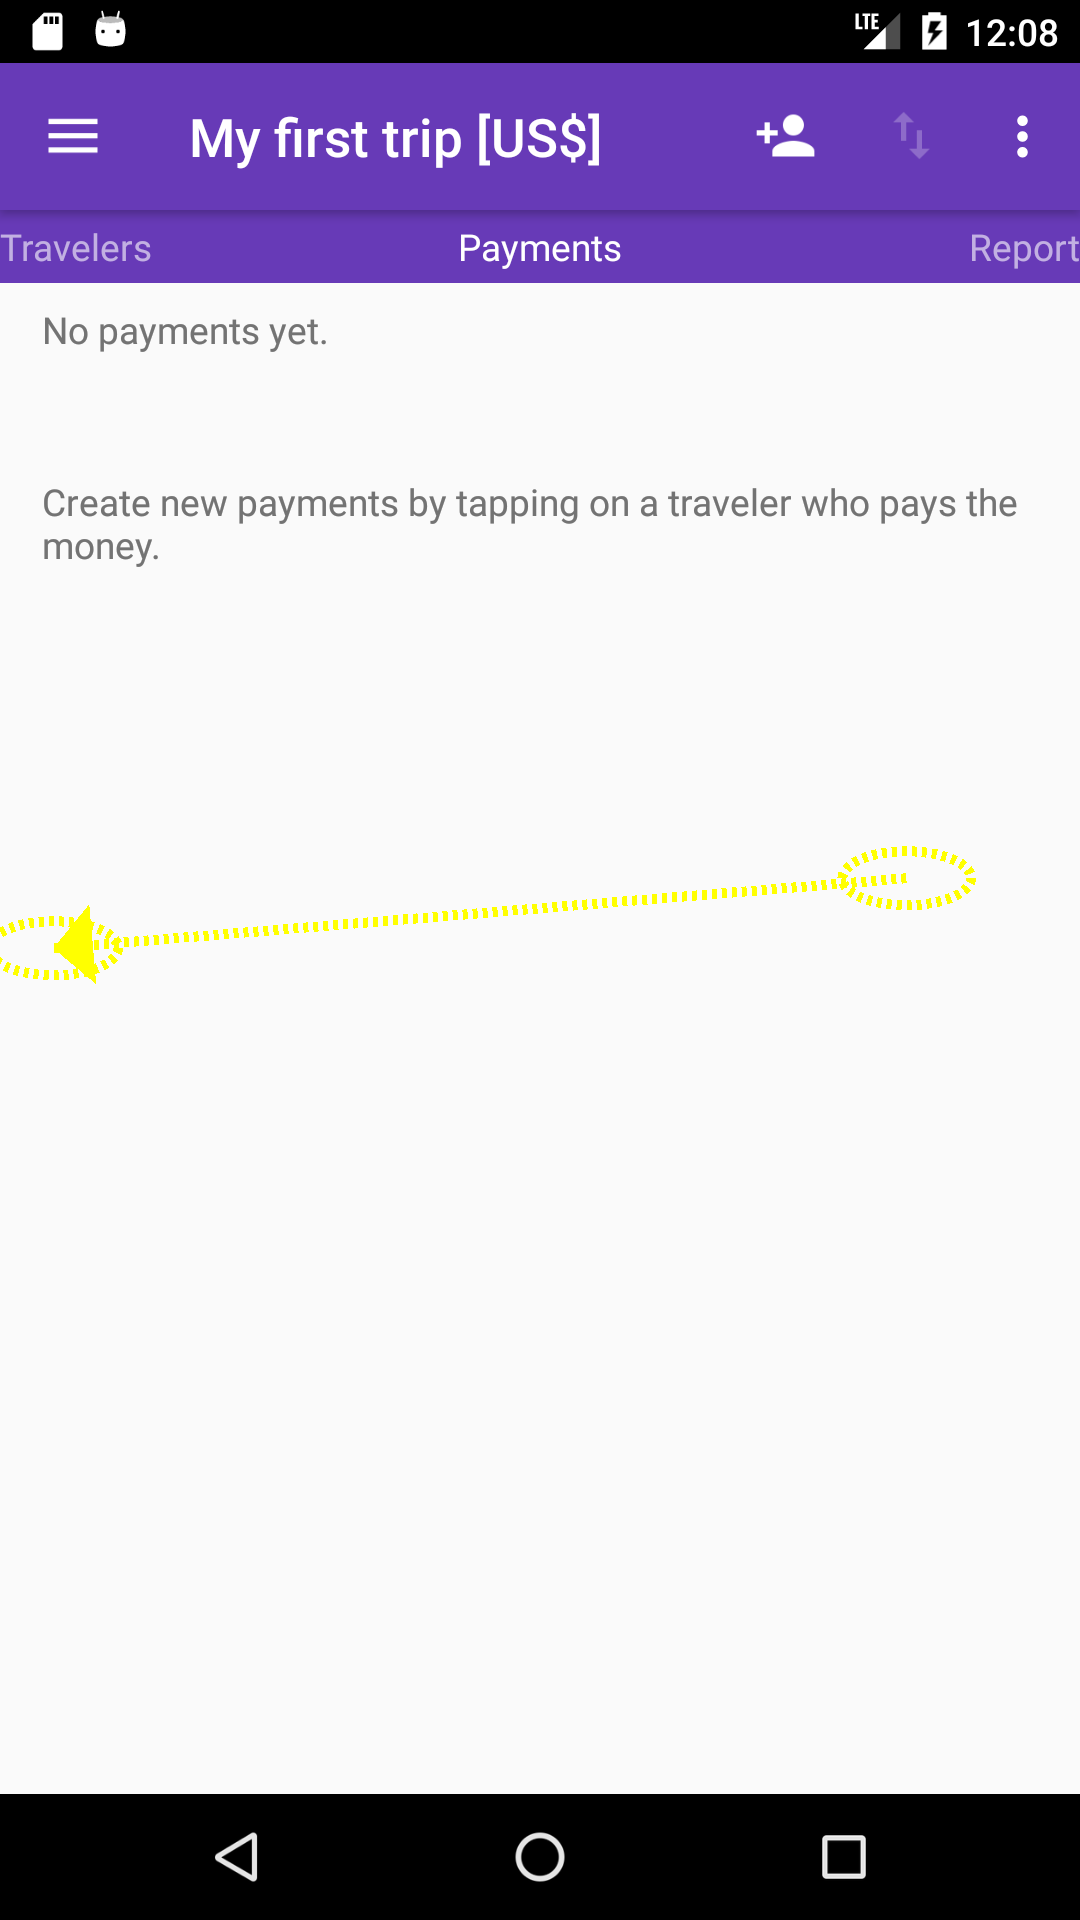 LTE 12:08
My first trip [US$]
Travelers Payments Report
No payments yet.
Create new payments by tapping on a traveler who pays the
money.